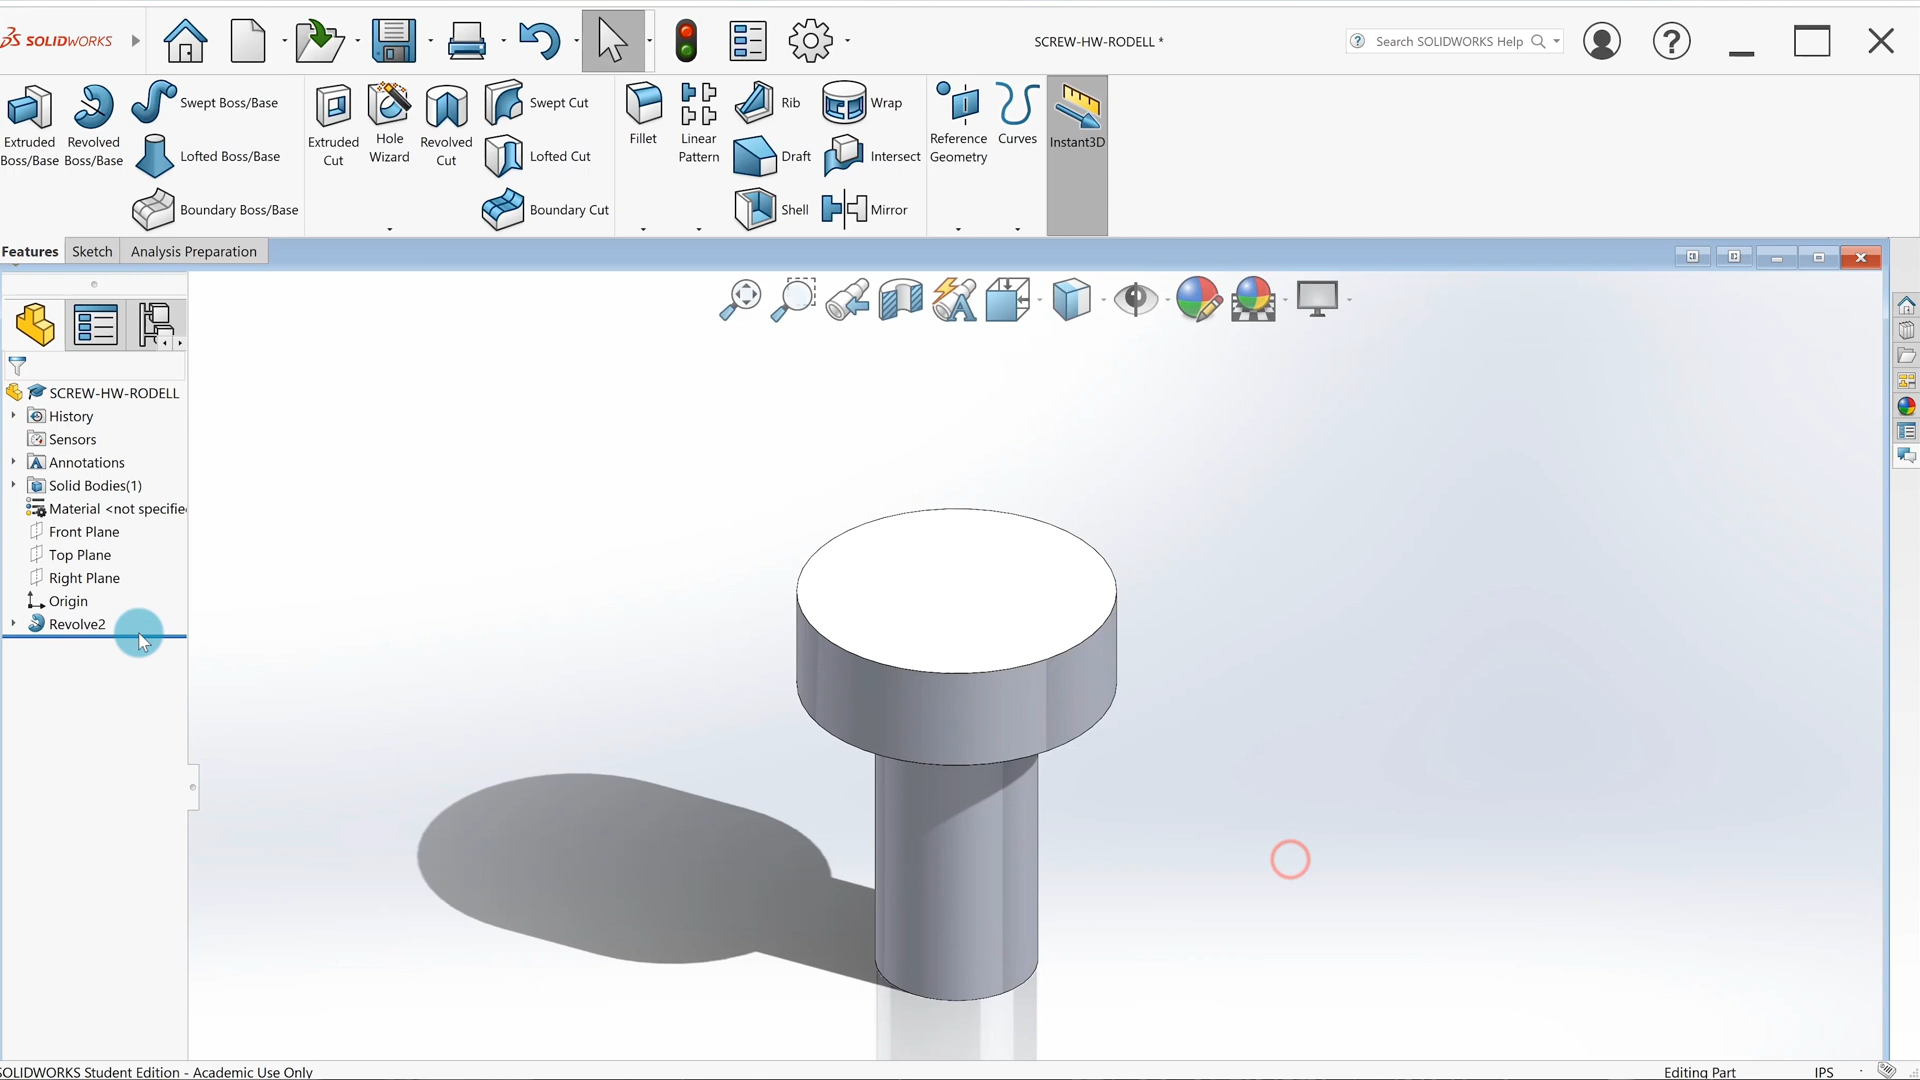 SOLIDWORKS
SCREW-HW-RODELL *
Search SOLIDWORKS Help
Extruded Boss/Base
Revolved Boss/Base
Swept Boss/Base
Lofted Boss/Base
Boundary Boss/Base
Extruded Cut
Hole Wizard
Revolved Cut
Swept Cut
Lofted Cut
Boundary Cut
Fillet
Linear Pattern
Rib
Draft
Shell
Wrap
Intersect
Mirror
Reference Geometry
Curves
Instant3D
Features
Sketch
Analysis Preparation
SCREW-HW-RODELL
History
Sensors
Annotations
Solid Bodies(1)
Material <not specifie
Front Plane
Top Plane
Right Plane
Origin
Revolve2
SOLIDWORKS Student Edition - Academic Use Only
Editing Part
IPS